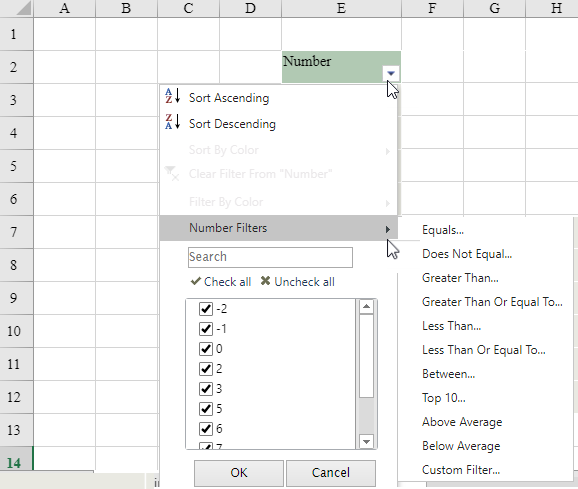 A B C D E F G H
1
2 Number
3
4
5
6
7
8
9
10
11
12
13
14
Sort Ascending
Sort Descending
Sort By Color
Clear Filter From "Number"
Filter By Color
Number Filters
Search
Check all Uncheck all
-2
-1
0
2
3
5
6
7
OK Cancel
Equals...
Does Not Equal...
Greater Than...
Greater Than Or Equal To...
Less Than...
Less Than Or Equal To...
Between...
Top 10...
Above Average
Below Average
Custom Filter...